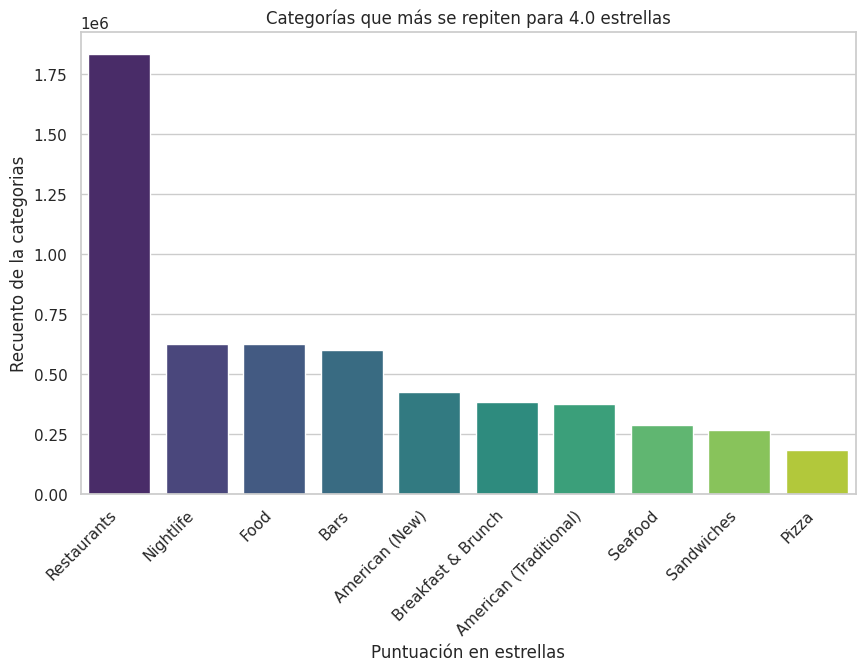 Categorías que más se repiten para 4.0 estrellas
1e6
1.75
1.50
1.25
1.00
0.75
0.50
0.25
0.00
Recuento de la categorias
Restaurants
Nightlife
Food
Bars
American (New)
Breakfast & Brunch
American (Traditional)
Seafood
Sandwiches
Pizza
Puntuación en estrellas